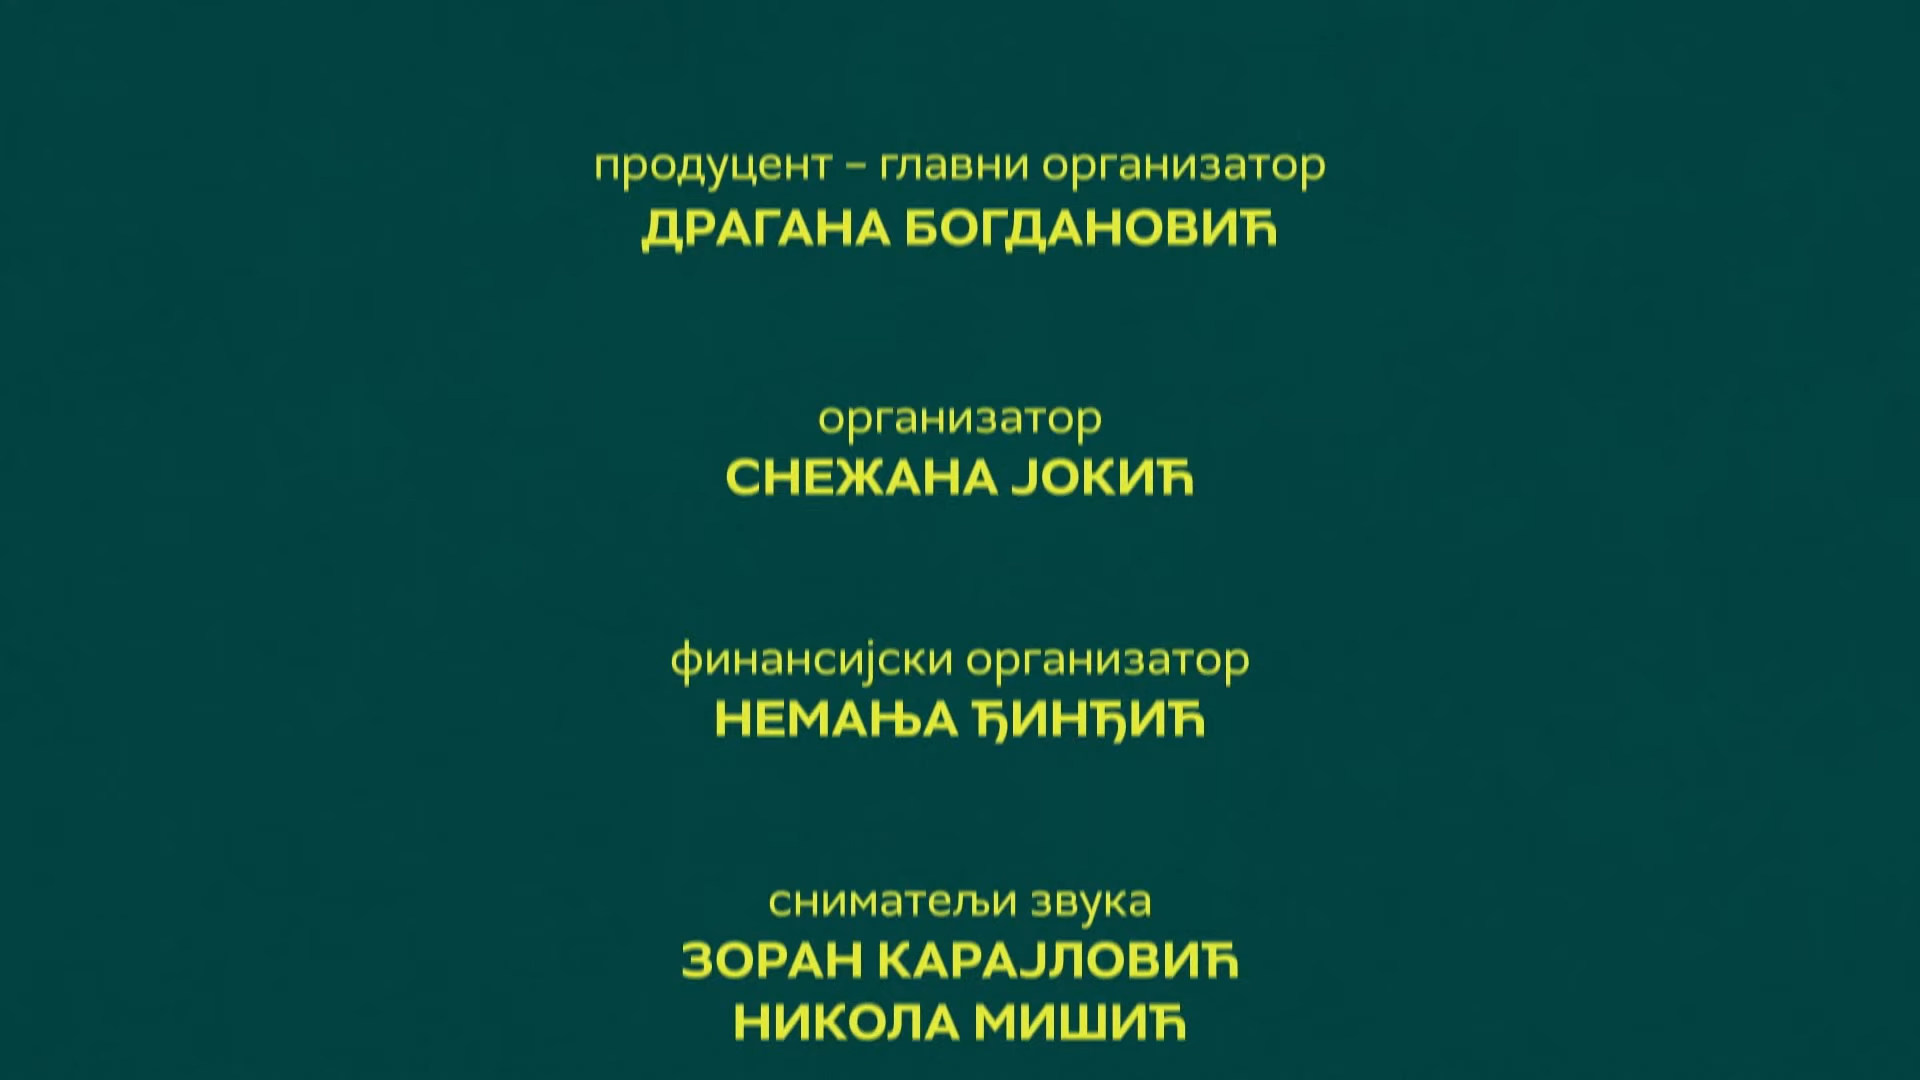 продуцент – главни организатор
ДРАГАНА БОГДАНОВИЋ
организатор
СНЕЖАНА ЈОКИЋ
финансијски организатор
НЕМАЊА ЂИНЂИЋ
сниматељи звука
ЗОРАН КАРАЈЛОВИЋ
НИКОЛА МИШИЋ